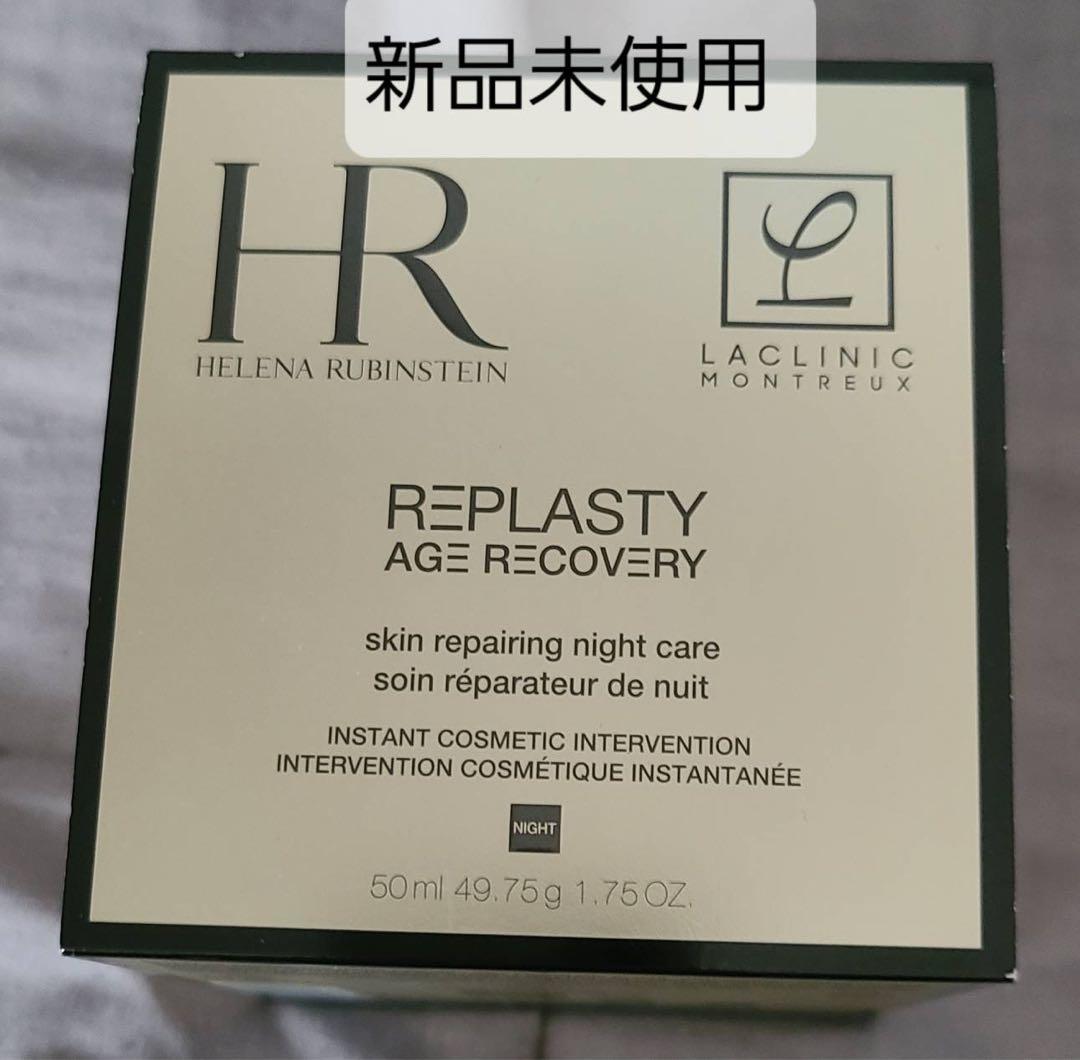 新品未使用
HR
HELENA RUBINSTEIN
LACLINIC
MONTREUX
REPLASTY
AGE RECOVERY
skin repairing night care
soin réparateur de nuit
INSTANT COSMETIC INTERVENTION
INTERVENTION COSMÉTIQUE INSTANTANÉE
NIGHT
50ml 49.75g 1.75OZ.